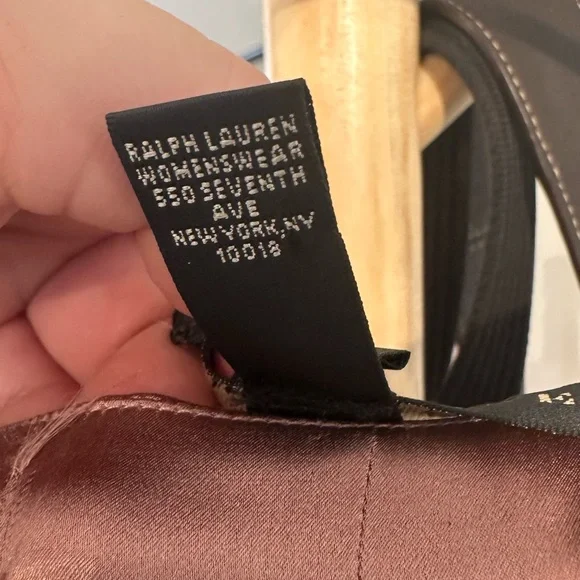 RALPH LAUREN
WOMENSWEAR
550 SEVENTH
AVE
NEW YORK, NY
10018